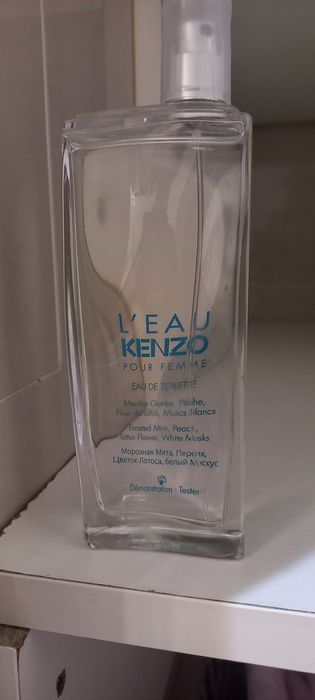 L'EAU
KENZO
POUR FEMME
EAU DE TOILETTE
Menthe Givrée, Pêche,
Fleur de Lotus, Muscs Blancs
Frosted Mint, Peach,
Lotus Flower, White Musks
Морозная Мята, Персик,
Цветок Лотоса, Белый Мускус
Démonstration - Tester